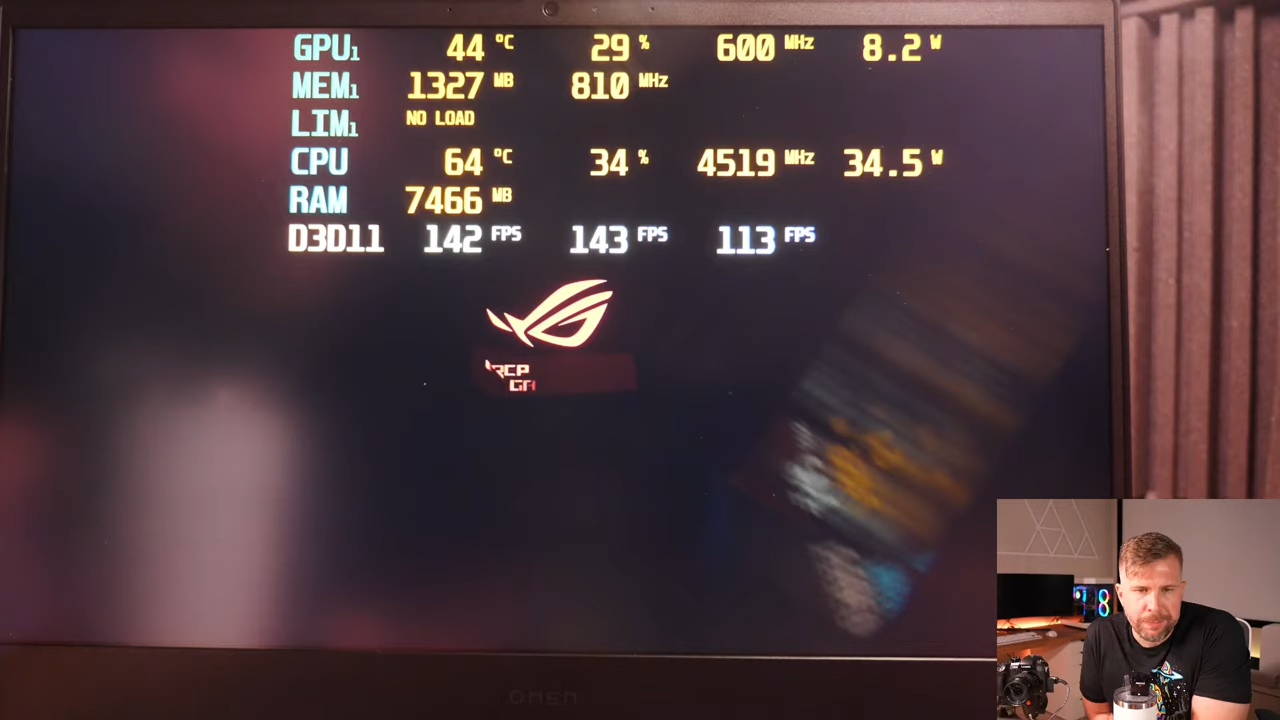 GPU1 44 °C 29 % 600 MHz 8.2 W
MEM1 1327 MB 810 MHz
LIM1 NO LOAD
CPU 64 °C 34 % 4519 MHz 34.5 W
RAM 7466 MB
D3D11 142 FPS 143 FPS 113 FPS
OMEN